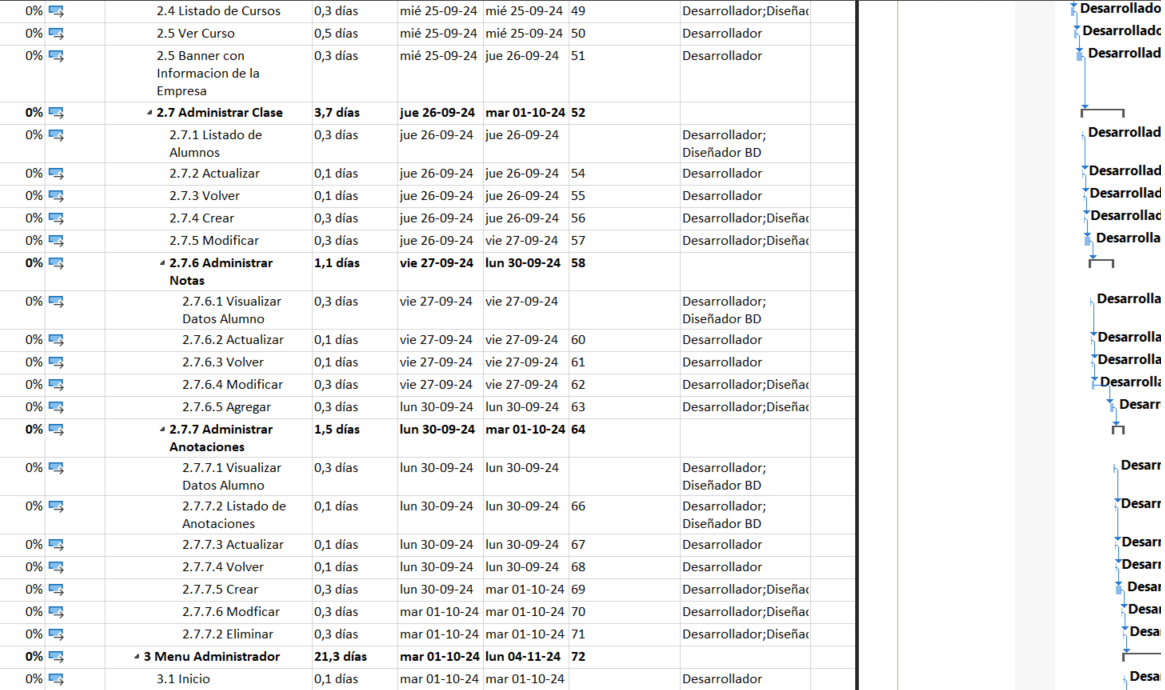 0% 2.4 Listado de Cursos 0,3 días mié 25-09-24 mié 25-09-24 49 Desarrollador;Diseñac Desarrollado
0% 2.5 Ver Curso 0,5 días mié 25-09-24 mié 25-09-24 50 Desarrollador Desarrollado
0% 2.5 Banner con 0,3 días mié 25-09-24 jue 26-09-24 51 Desarrollador Desarrollad
Informacion de la
Empresa
0% 2.7 Administrar Clase 3,7 días jue 26-09-24 mar 01-10-24 52
0% 2.7.1 Listado de 0,3 días jue 26-09-24 jue 26-09-24 Desarrollador; Desarrollad
Alumnos Diseñador BD
0% 2.7.2 Actualizar 0,1 días jue 26-09-24 jue 26-09-24 54 Desarrollador Desarrollad
0% 2.7.3 Volver 0,1 días jue 26-09-24 jue 26-09-24 55 Desarrollador Desarrollad
0% 2.7.4 Crear 0,3 días jue 26-09-24 jue 26-09-24 56 Desarrollador;Diseñac Desarrollad
0% 2.7.5 Modificar 0,3 días jue 26-09-24 vie 27-09-24 57 Desarrollador;Diseñac Desarrolla
0% 2.7.6 Administrar 1,1 días vie 27-09-24 lun 30-09-24 58
Notas
0% 2.7.6.1 Visualizar 0,3 días vie 27-09-24 vie 27-09-24 Desarrollador; Desarrolla
Datos Alumno Diseñador BD
0% 2.7.6.2 Actualizar 0,1 días vie 27-09-24 vie 27-09-24 60 Desarrollador Desarrolla
0% 2.7.6.3 Volver 0,1 días vie 27-09-24 vie 27-09-24 61 Desarrollador Desarrolla
0% 2.7.6.4 Modificar 0,3 días vie 27-09-24 vie 27-09-24 62 Desarrollador;Diseñac Desarrolla
0% 2.7.6.5 Agregar 0,3 días lun 30-09-24 lun 30-09-24 63 Desarrollador;Diseñac Desarr
0% 2.7.7 Administrar 1,5 días lun 30-09-24 mar 01-10-24 64
Anotaciones
0% 2.7.7.1 Visualizar 0,3 días lun 30-09-24 lun 30-09-24 Desarrollador; Desarr
Datos Alumno Diseñador BD
0% 2.7.7.2 Listado de 0,1 días lun 30-09-24 lun 30-09-24 66 Desarrollador; Desarr
Anotaciones Diseñador BD
0% 2.7.7.3 Actualizar 0,1 días lun 30-09-24 lun 30-09-24 67 Desarrollador Desarr
0% 2.7.7.4 Volver 0,1 días lun 30-09-24 lun 30-09-24 68 Desarrollador Desarr
0% 2.7.7.5 Crear 0,3 días lun 30-09-24 mar 01-10-24 69 Desarrollador;Diseñac Desar
0% 2.7.7.6 Modficar 0,3 días mar 01-10-24 mar 01-10-24 70 Desarrollador;Diseñac Desa
0% 2.7.7.2 Eliminar 0,3 días mar 01-10-24 mar 01-10-24 71 Desarrollador;Diseñac Desa
0% 3 Menu Administrador 21,3 días mar 01-10-24 lun 04-11-24 72
0% 3.1 Inicio 0,1 días mar 01-10-24 mar 01-10-24 Desarrollador Desa